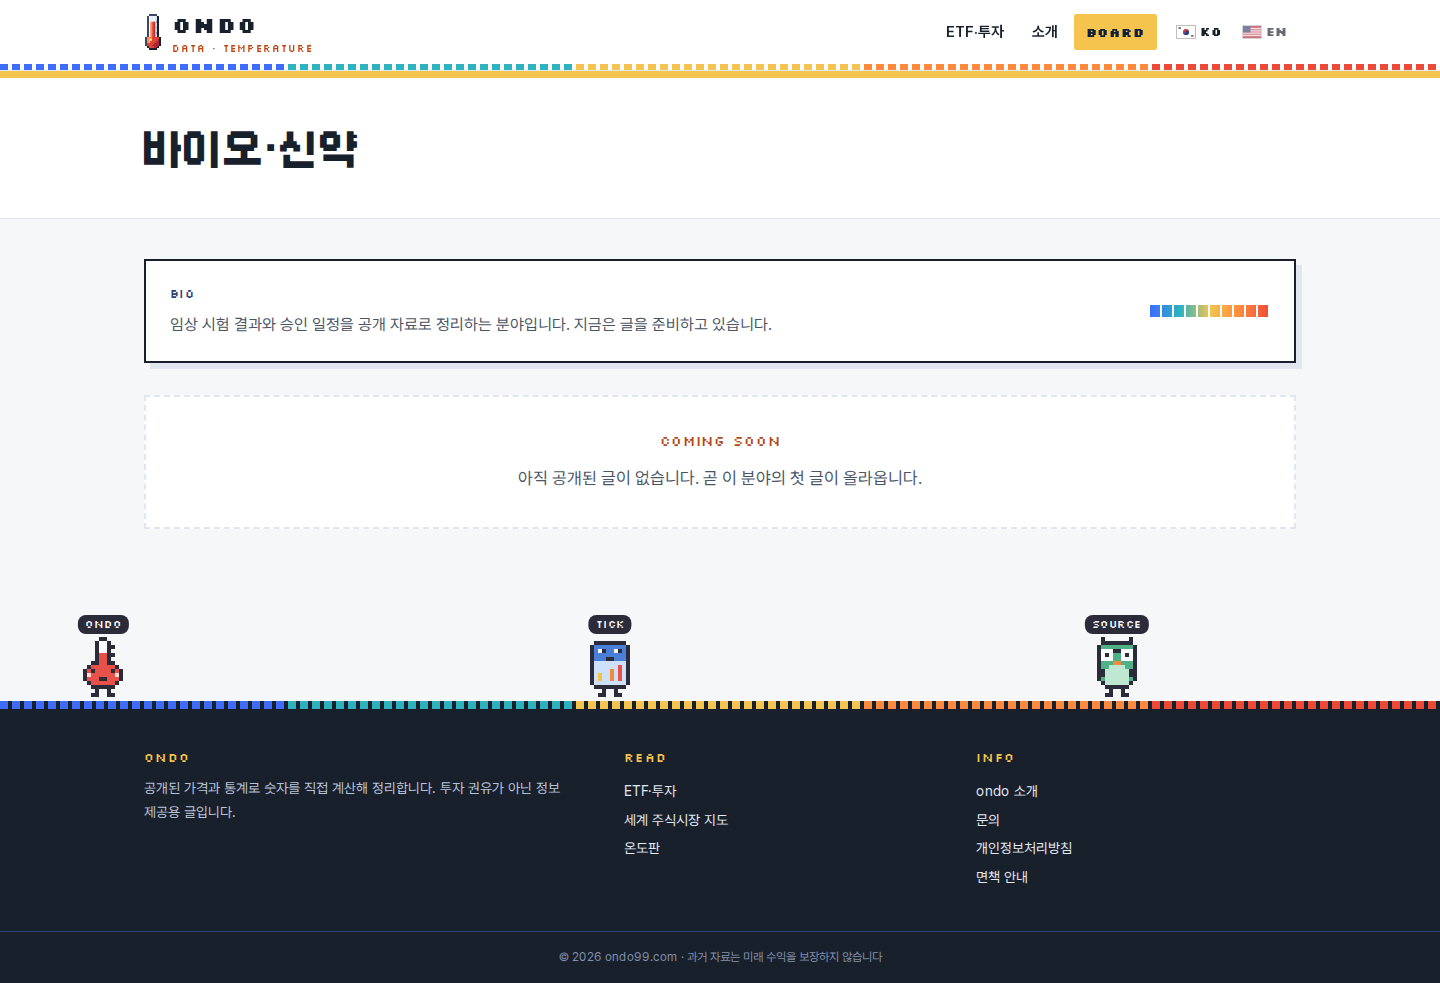 ONDO
DATA · TEMPERATURE
ETF·투자
소개
BOARD
KO
EN
바이오·신약
BIO
임상 시험 결과와 승인 일정을 공개 자료로 정리하는 분야입니다. 지금은 글을 준비하고 있습니다.
COMING SOON
아직 공개된 글이 없습니다. 곧 이 분야의 첫 글이 올라옵니다.
ONDO
TICK
SOURCE
ONDO
공개된 가격과 통계로 숫자를 직접 계산해 정리합니다. 투자 권유가 아닌 정보
제공용 글입니다.
READ
ETF·투자
세계 주식시장 지도
온도판
INFO
ondo 소개
문의
개인정보처리방침
면책 안내
© 2026 ondo99.com · 과거 자료는 미래 수익을 보장하지 않습니다